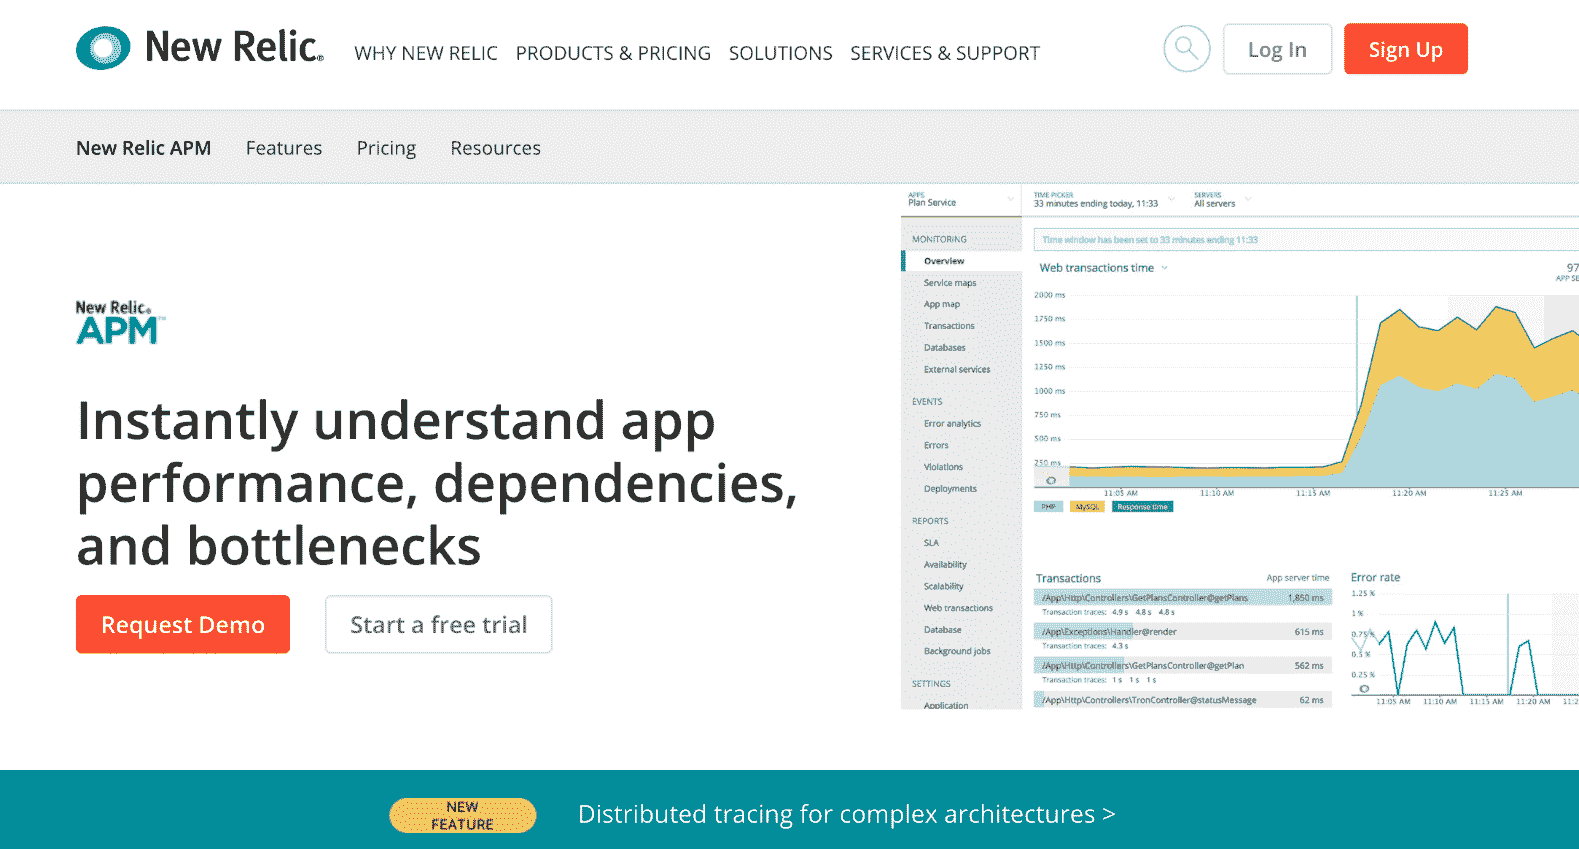 New Relic®
WHY NEW RELIC PRODUCTS & PRICING SOLUTIONS SERVICES & SUPPORT
Log In
Sign Up
New Relic APM Features Pricing Resources
New Relic®
APM™
Instantly understand app
performance, dependencies,
and bottlenecks
Request Demo
Start a free trial
APPS
Plan Service
TIME PICKER
33 minutes ending today, 11:33
SERVERS
All servers
MONITORING
Overview
Service maps
App map
Transactions
Databases
External services
EVENTS
Error analytics
Errors
Violations
Deployments
REPORTS
SLA
Availability
Scalability
Web transactions
Database
Background jobs
SETTINGS
Application
Time window has been set to 33 minutes ending 11:33
Web transactions time
97
APP SE
2000 ms
1750 ms
1500 ms
1250 ms
1000 ms
750 ms
500 ms
250 ms
11:05 AM 11:10 AM 11:15 AM 11:20 AM 11:25 AM
PHP MySQL Response time
Transactions App server time
/App\Http\Controllers\GetPlansController@getPlans 1,850 ms
Transaction traces: 4.9 s 4.8 s 4.8 s
/App\Exceptions\Handler@render 615 ms
Transaction traces: 4.3 s
/App\Http\Controllers\GetPlansController@getPlan 562 ms
Transaction traces: 1 s 1 s 1 s
/App\Http\Controllers\TronController@statusMessage 62 ms
Error rate
1.25 %
1 %
0.75 %
0.5 %
0.25 %
11:05 AM 11:10 AM 11:15 AM 11:20 AM 11:2
NEW
FEATURE
Distributed tracing for complex architectures >